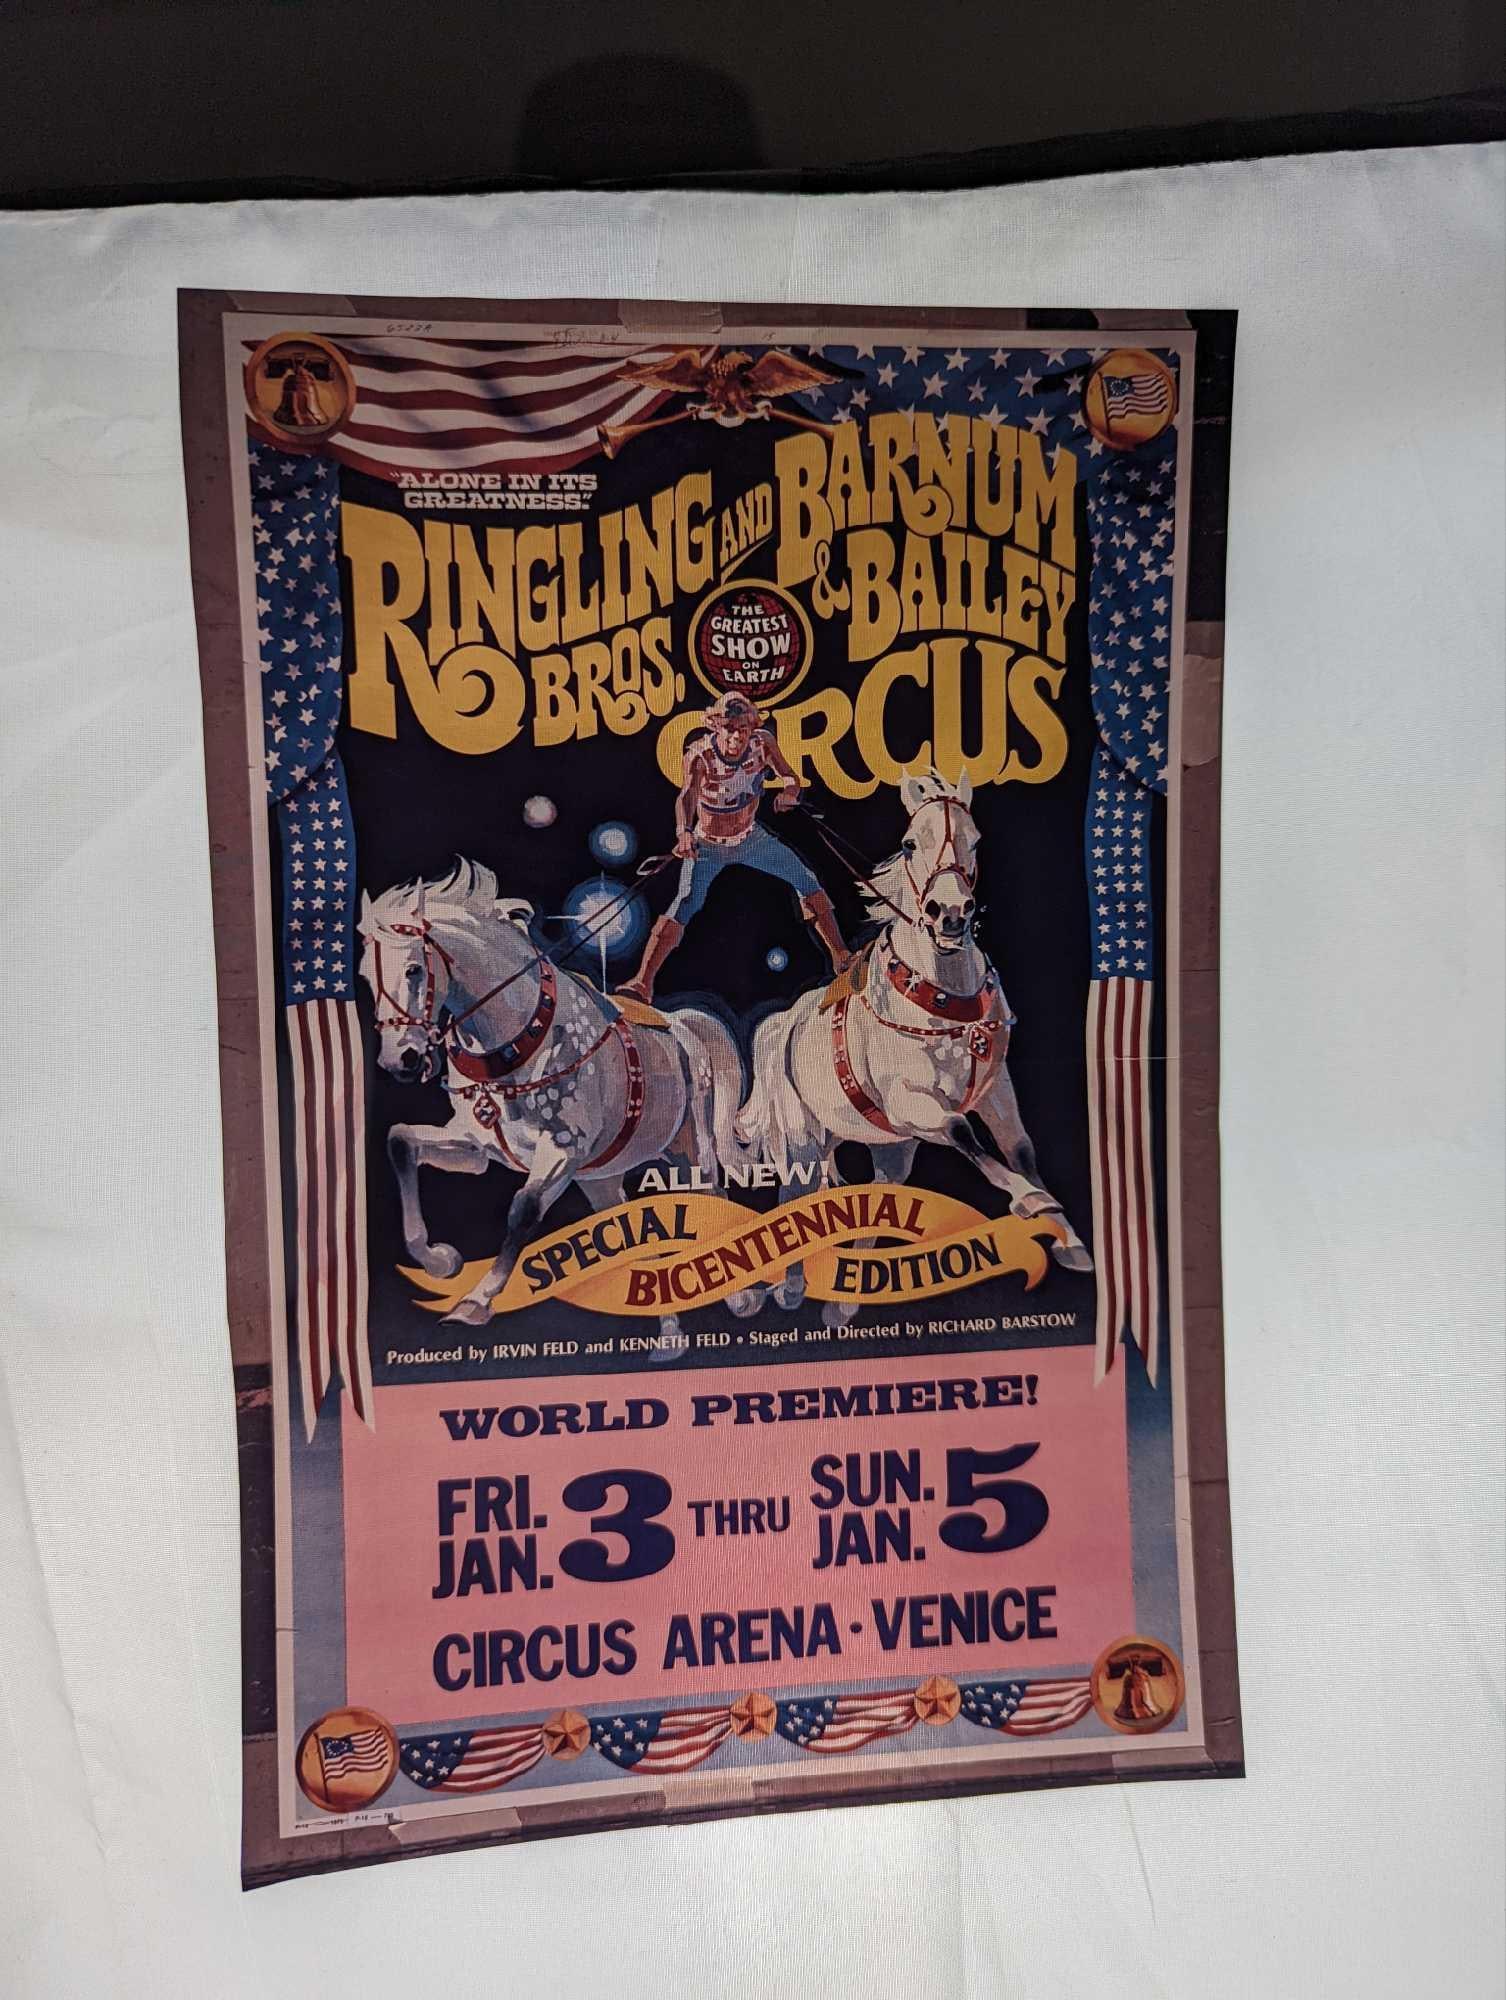 6523A
15
"ALONE IN ITS
GREATNESS."
RINGLING
BROS.
AND
BARNUM
& BAILEY
CIRCUS
THE
GREATEST
SHOW
ON
EARTH
ALL NEW!
SPECIAL
BICENTENNIAL
EDITION
Produced by IRVIN FELD and KENNETH FELD • Staged and Directed by RICHARD BARSTOW
WORLD PREMIERE!
FRI.
JAN. 3 THRU SUN.
JAN. 5
CIRCUS ARENA • VENICE